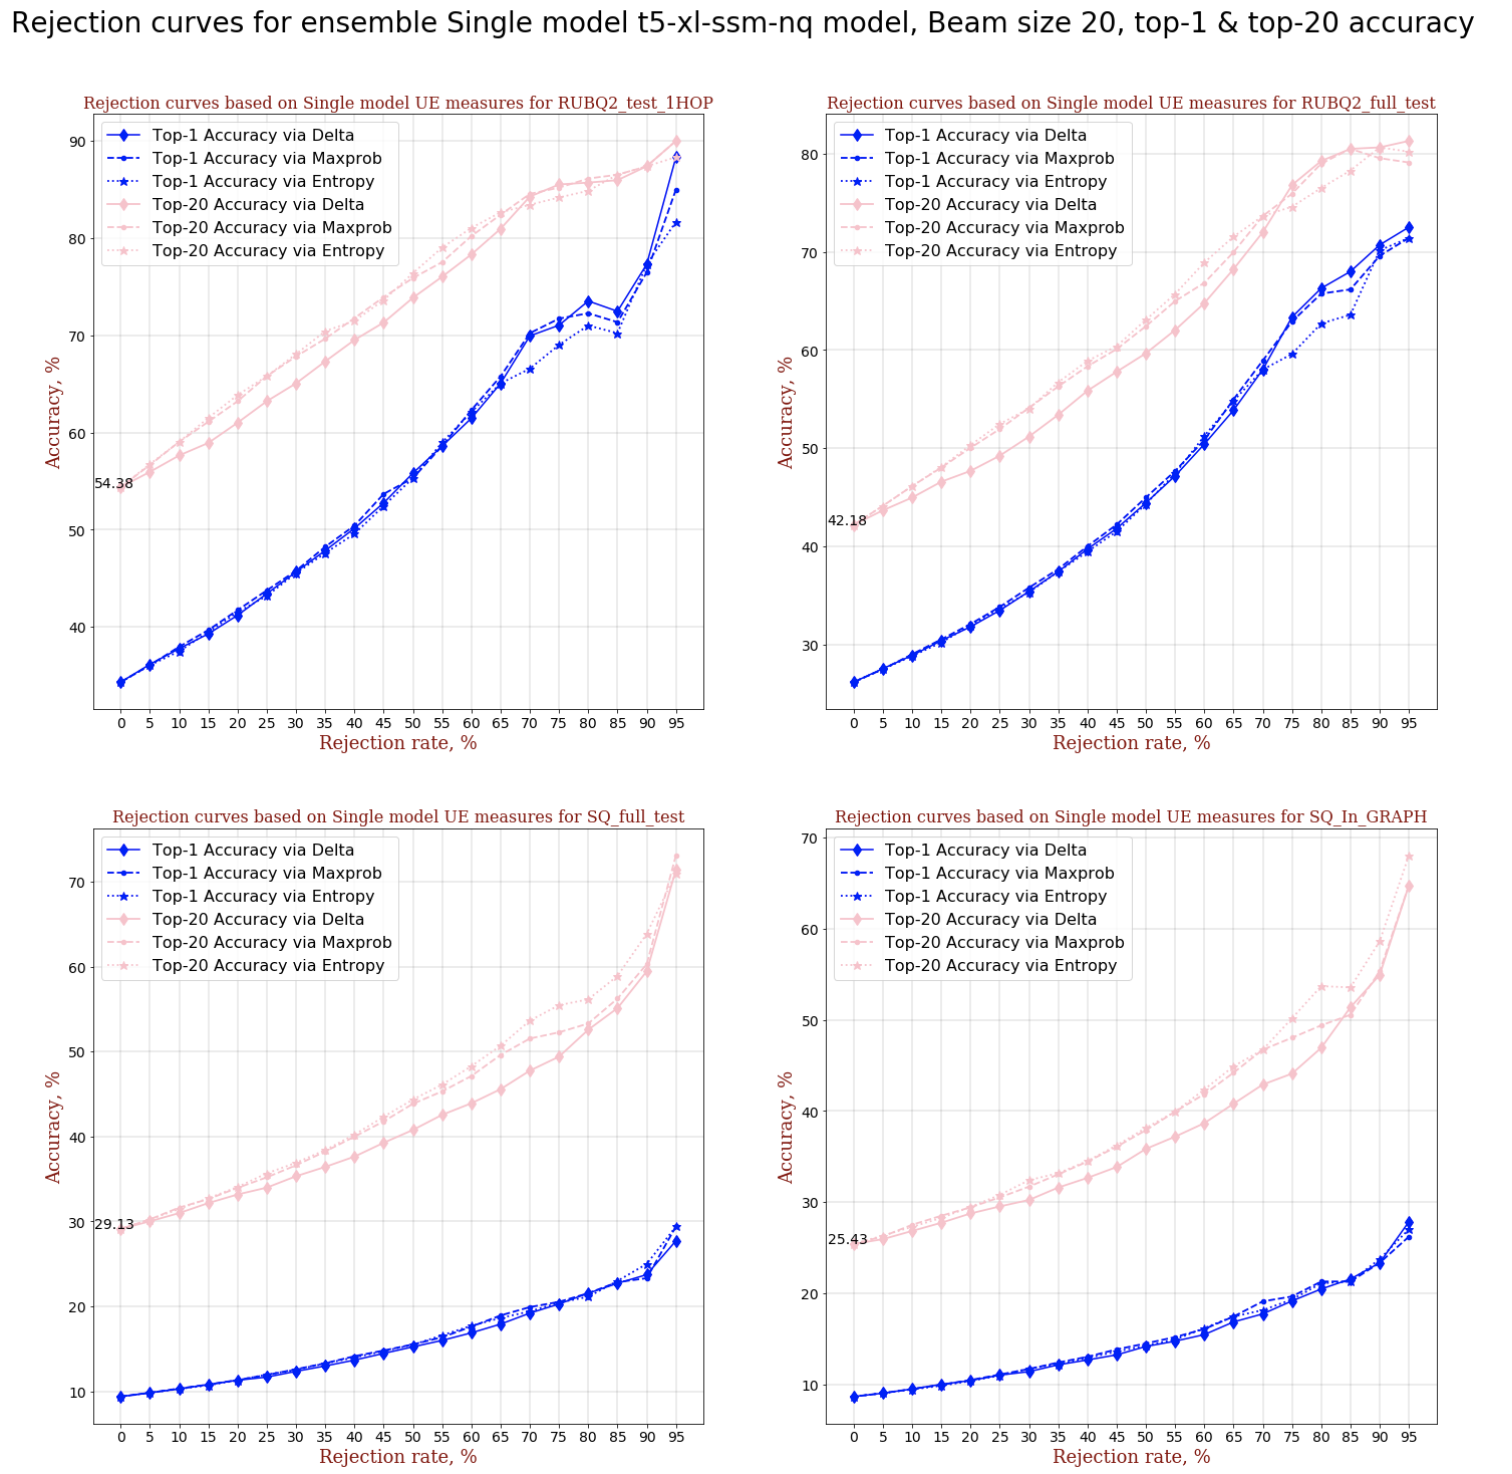 Rejection curves for ensemble Single model t5-xl-ssm-nq model, Beam size 20, top-1 & top-20 accuracy
Rejection curves based on Single model UE measures for RUBQ2_test_1HOP
Top-1 Accuracy via Delta
Top-1 Accuracy via Maxprob
Top-1 Accuracy via Entropy
Top-20 Accuracy via Delta
Top-20 Accuracy via Maxprob
Top-20 Accuracy via Entropy
90
80
70
60
50
40
Accuracy, %
54.38
0 5 10 15 20 25 30 35 40 45 50 55 60 65 70 75 80 85 90 95
Rejection rate, %
Rejection curves based on Single model UE measures for RUBQ2_full_test
Top-1 Accuracy via Delta
Top-1 Accuracy via Maxprob
Top-1 Accuracy via Entropy
Top-20 Accuracy via Delta
Top-20 Accuracy via Maxprob
Top-20 Accuracy via Entropy
80
70
60
50
40
30
Accuracy, %
42.18
0 5 10 15 20 25 30 35 40 45 50 55 60 65 70 75 80 85 90 95
Rejection rate, %
Rejection curves based on Single model UE measures for SQ_full_test
Top-1 Accuracy via Delta
Top-1 Accuracy via Maxprob
Top-1 Accuracy via Entropy
Top-20 Accuracy via Delta
Top-20 Accuracy via Maxprob
Top-20 Accuracy via Entropy
70
60
50
40
30
20
10
Accuracy, %
29.13
0 5 10 15 20 25 30 35 40 45 50 55 60 65 70 75 80 85 90 95
Rejection rate, %
Rejection curves based on Single model UE measures for SQ_In_GRAPH
Top-1 Accuracy via Delta
Top-1 Accuracy via Maxprob
Top-1 Accuracy via Entropy
Top-20 Accuracy via Delta
Top-20 Accuracy via Maxprob
Top-20 Accuracy via Entropy
70
60
50
40
30
20
10
Accuracy, %
25.43
0 5 10 15 20 25 30 35 40 45 50 55 60 65 70 75 80 85 90 95
Rejection rate, %